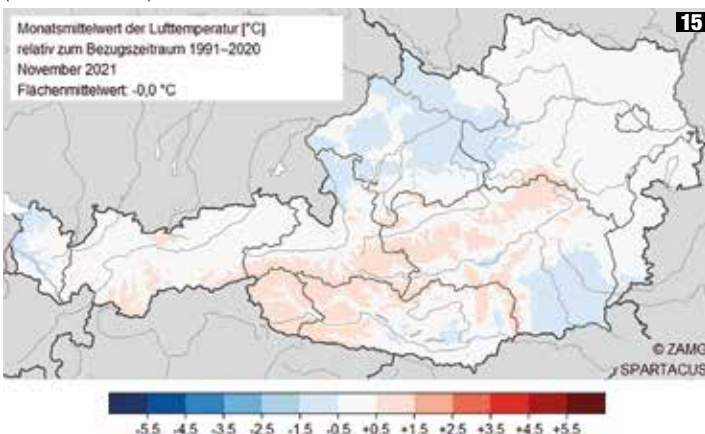 15
Monatsmittelwert der Lufttemperatur [°C]
relativ zum Bezugszeitraum 1991–2020
November 2021
Flächenmittelwert: -0,0 °C
© ZAMG
SPARTACUS
-5.5 -4.5 -3.5 -2.5 -1.5 -0.5 +0.5 +1.5 +2.5 +3.5 +4.5 +5.5